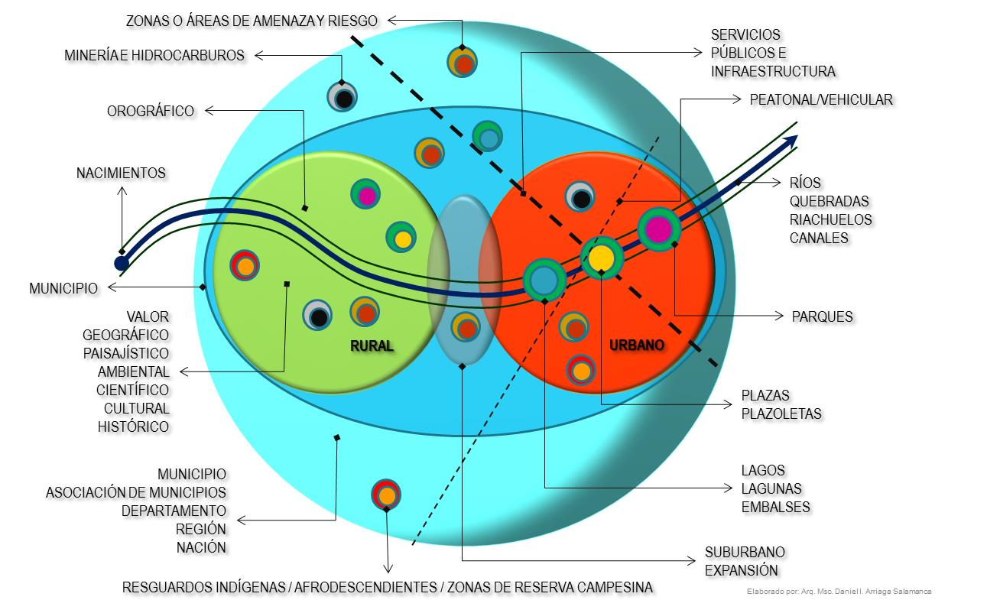 ZONAS O ÁREAS DE AMENAZA Y RIESGO
MINERÍA E HIDROCARBUROS
OROGRÁFICO
NACIMIENTOS
MUNICIPIO
VALOR
GEOGRÁFICO
PAISAJÍSTICO
AMBIENTAL
CIENTÍFICO
CULTURAL
HISTÓRICO
MUNICIPIO
ASOCIACIÓN DE MUNICIPIOS
DEPARTAMENTO
REGIÓN
NACIÓN
RESGUARDOS INDÍGENAS / AFRODESCENDIENTES / ZONAS DE RESERVA CAMPESINA
RURAL
URBANO
SERVICIOS
PÚBLICOS E
INFRAESTRUCTURA
PEATONAL/VEHICULAR
RÍOS
QUEBRADAS
RIACHUELOS
CANALES
PARQUES
PLAZAS
PLAZOLETAS
LAGOS
LAGUNAS
EMBALSES
SUBURBANO
EXPANSIÓN
Elaborado por: Arq. Msc. Daniel I. Arriaga Salamanca